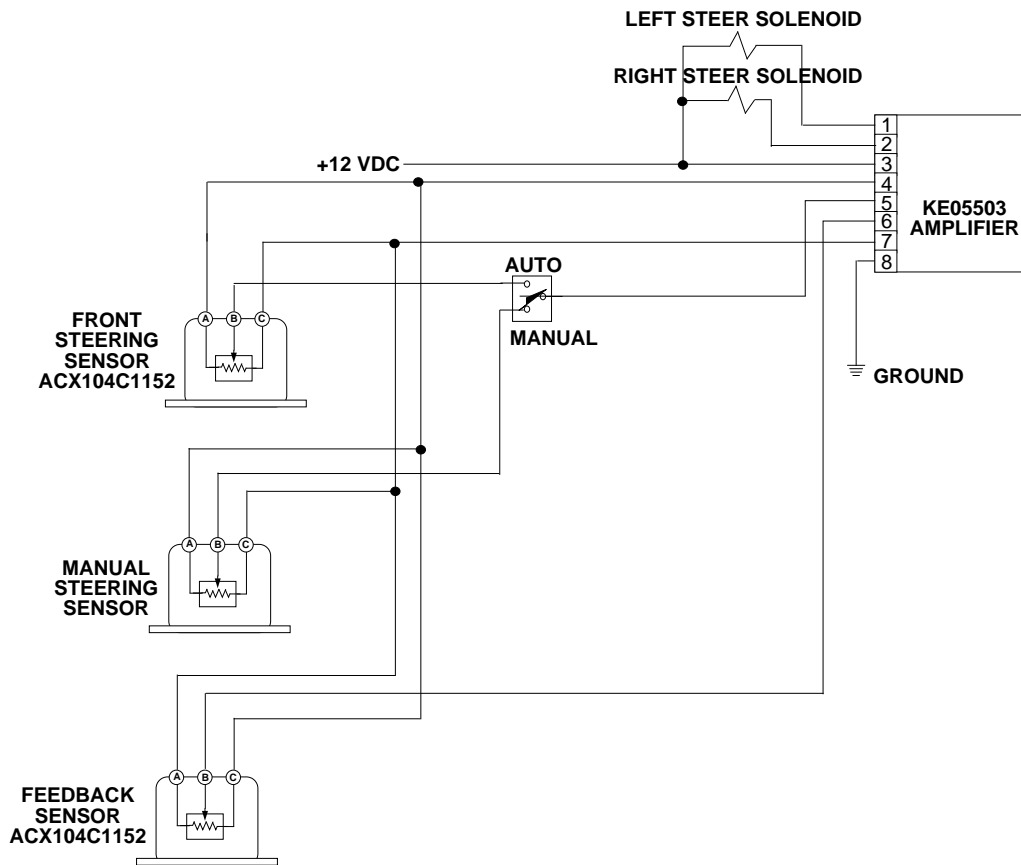 LEFT STEER SOLENOID
RIGHT STEER SOLENOID
+12 VDC
1
2
3
4
5
6
7
8
KE05503
AMPLIFIER
AUTO
MANUAL
GROUND
FRONT
STEERING
SENSOR
ACX104C1152
A B C
MANUAL
STEERING
SENSOR
A B C
FEEDBACK
SENSOR
ACX104C1152
A B C